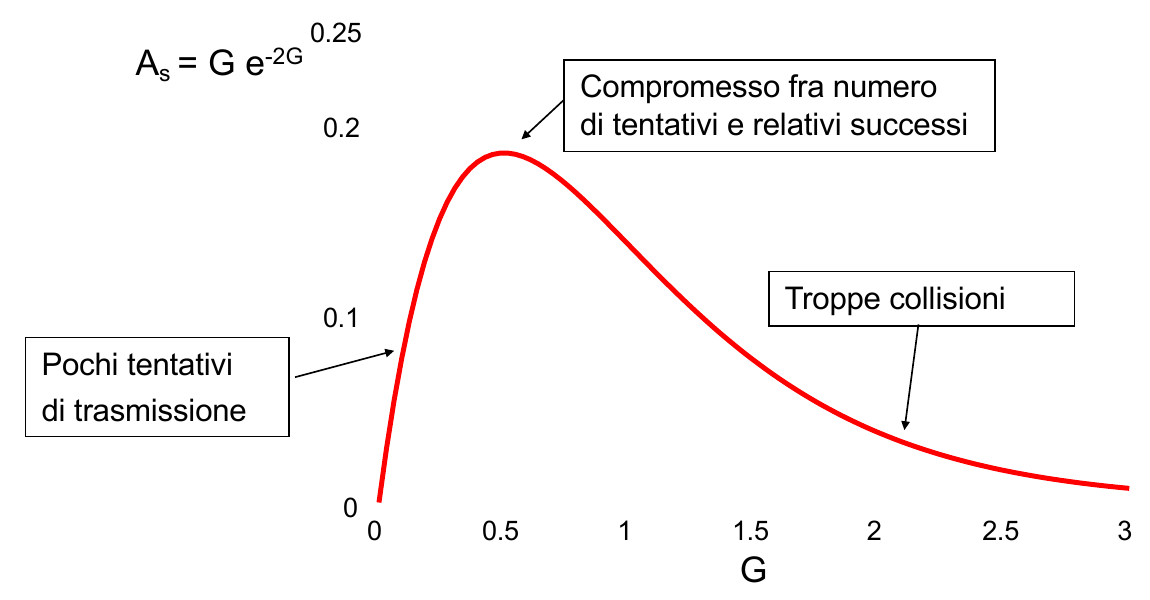 0.25
As = G e-2G
Compromesso fra numero
di tentativi e relativi successi
0.2
Troppe collisioni
0.1
Pochi tentativi
di trasmissione
0
0 0.5 1 1.5 2 2.5 3
G